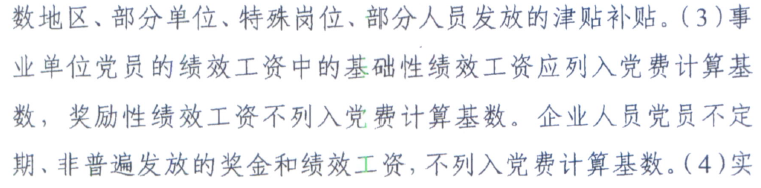 数地区、部分单位、特殊岗位、部分人员发放的津贴补贴。(3)事
业单位党员的绩效工资中的基础性绩效工资应列入党费计算基
数，奖励性绩效工资不列入党费计算基数。企业人员党员不定
期、非普遍发放的奖金和绩效工资，不列入党费计算基数。(4)实